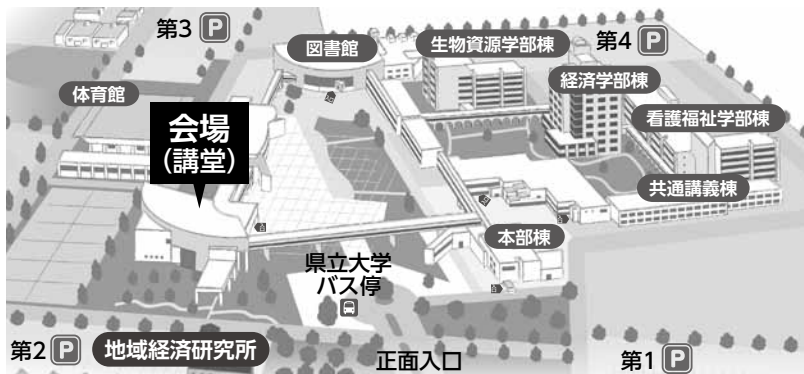 第3 P
図書館
生物資源学部棟
第4 P
体育館
経済学部棟
会場
（講堂）
看護福祉学部棟
共通講義棟
本部棟
県立大学
バス停
第2 P
地域経済研究所
正面入口
第1 P